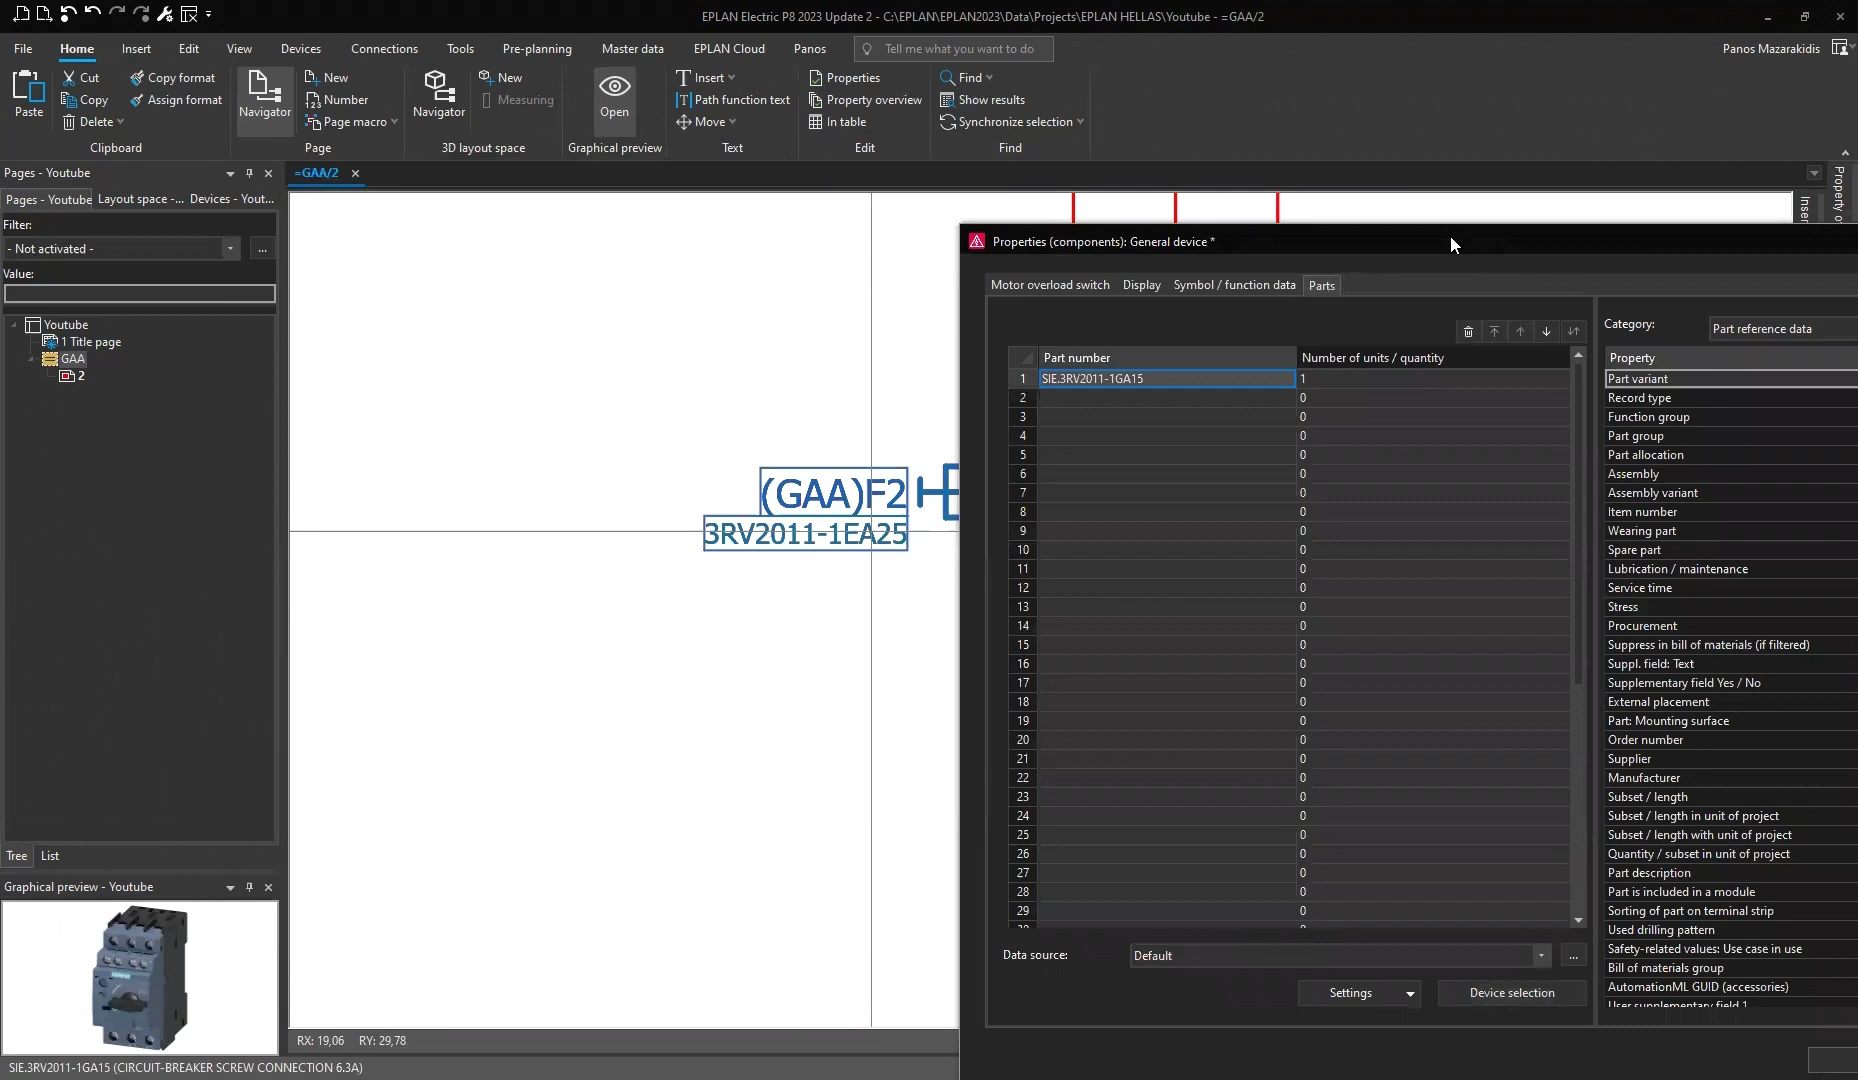 EPLAN Electric P8 2023 Update 2 - C:\EPLAN\EPLAN2023\Data\Projects\EPLAN HELLAS\Youtube - =GAA/2
File Home Insert Edit View Devices Connections Tools Pre-planning Master data EPLAN Cloud Panos Tell me what you want to do Panos Mazarakidis
Paste
Cut
Copy
Delete
Copy format
Assign format
Clipboard
Navigator
New
123 Number
Page macro
Page
Navigator
New
Measuring
3D layout space
Open
Graphical preview
Insert
Path function text
Move
Text
Properties
Property overview
In table
Edit
Find
Show results
Synchronize selection
Find
Pages - Youtube
Pages - Youtube Layout space -... Devices - Yout...
Filter:
- Not activated - ...
Value:
Youtube
1 Title page
GAA
2
Tree List
Graphical preview - Youtube
SIEMENS
SIE.3RV2011-1GA15 (CIRCUIT-BREAKER SCREW CONNECTION 6.3A)
=GAA/2
(GAA)F2
3RV2011-1EA25
RX: 19,06 RY: 29,78
Properties (components): General device *
Motor overload switch Display Symbol / function data Parts
Part number Number of units / quantity
1 SIE.3RV2011-1GA15 1
2 0
3 0
4 0
5 0
6 0
7 0
8 0
9 0
10 0
11 0
12 0
13 0
14 0
15 0
16 0
17 0
18 0
19 0
20 0
21 0
22 0
23 0
24 0
25 0
26 0
27 0
28 0
29 0
Data source: Default ...
Settings Device selection
Category: Part reference data
Property
Part variant
Record type
Function group
Part group
Part allocation
Assembly
Assembly variant
Item number
Wearing part
Spare part
Lubrication / maintenance
Service time
Stress
Procurement
Suppress in bill of materials (if filtered)
Suppl. field: Text
Supplementary field Yes / No
External placement
Part: Mounting surface
Order number
Supplier
Manufacturer
Subset / length
Subset / length in unit of project
Subset / length with unit of project
Quantity / subset in unit of project
Part description
Part is included in a module
Sorting of part on terminal strip
Used drilling pattern
Safety-related values: Use case in use
Bill of materials group
AutomationML GUID (accessories)
User supplementary field 1
Property o
Inser